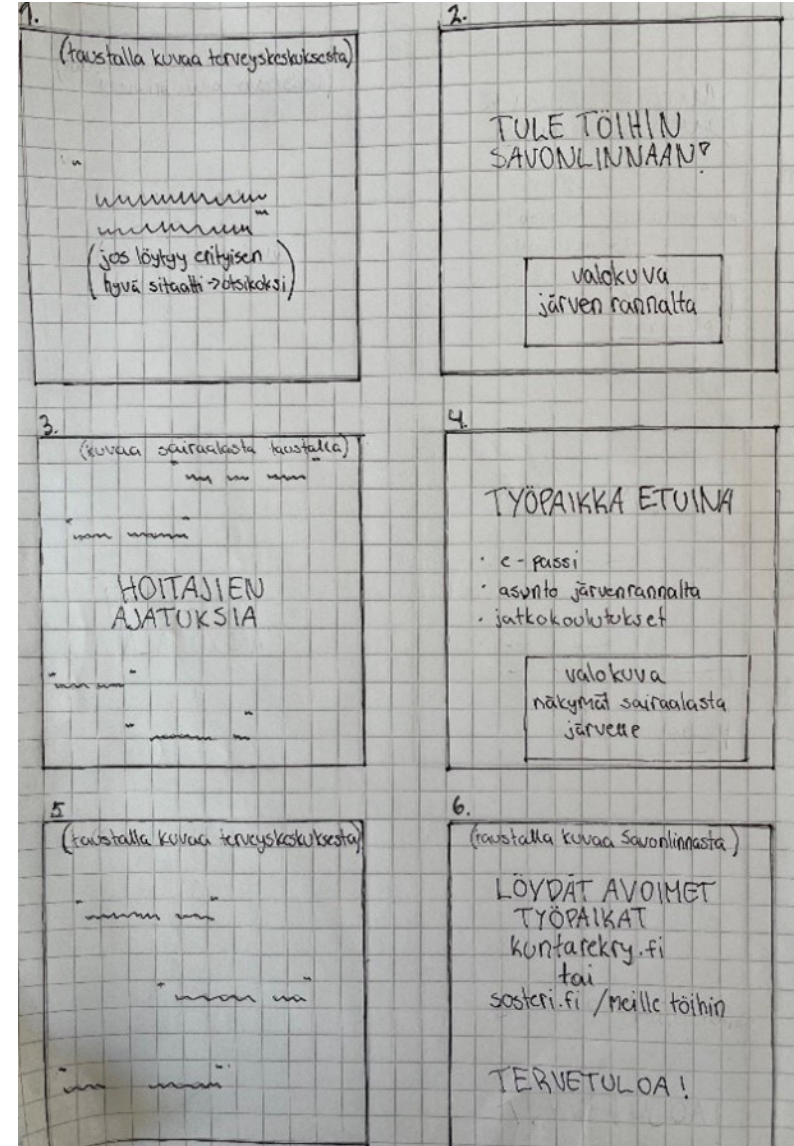 1.
(taustalla kuvaa terveyskeskuksesta)
(jos löytyy erityisen
hyvä sitaatti → otsikoksi)
2.
TULE TÖIHIN
SAVONLINNAAN?
valokuva
järven rannalta
3.
(kuvaa sairaalasta taustalla)
HOITAJIEN
AJATUKSIA
4.
TYÖPAIKKA ETUINA
· e-passi
· asunto järvenrannalta
· jatkokoulutukset
valokuva
näkymät sairaalasta
järvelle
5
(taustalla kuvaa terveyskeskuksesta)
6.
(taustalla kuvaa Savonlinnasta)
LÖYDÄT AVOIMET
TYÖPAIKAT
kuntarekry.fi
tai
sosteri.fi /meille töihin
TERVETULOA!